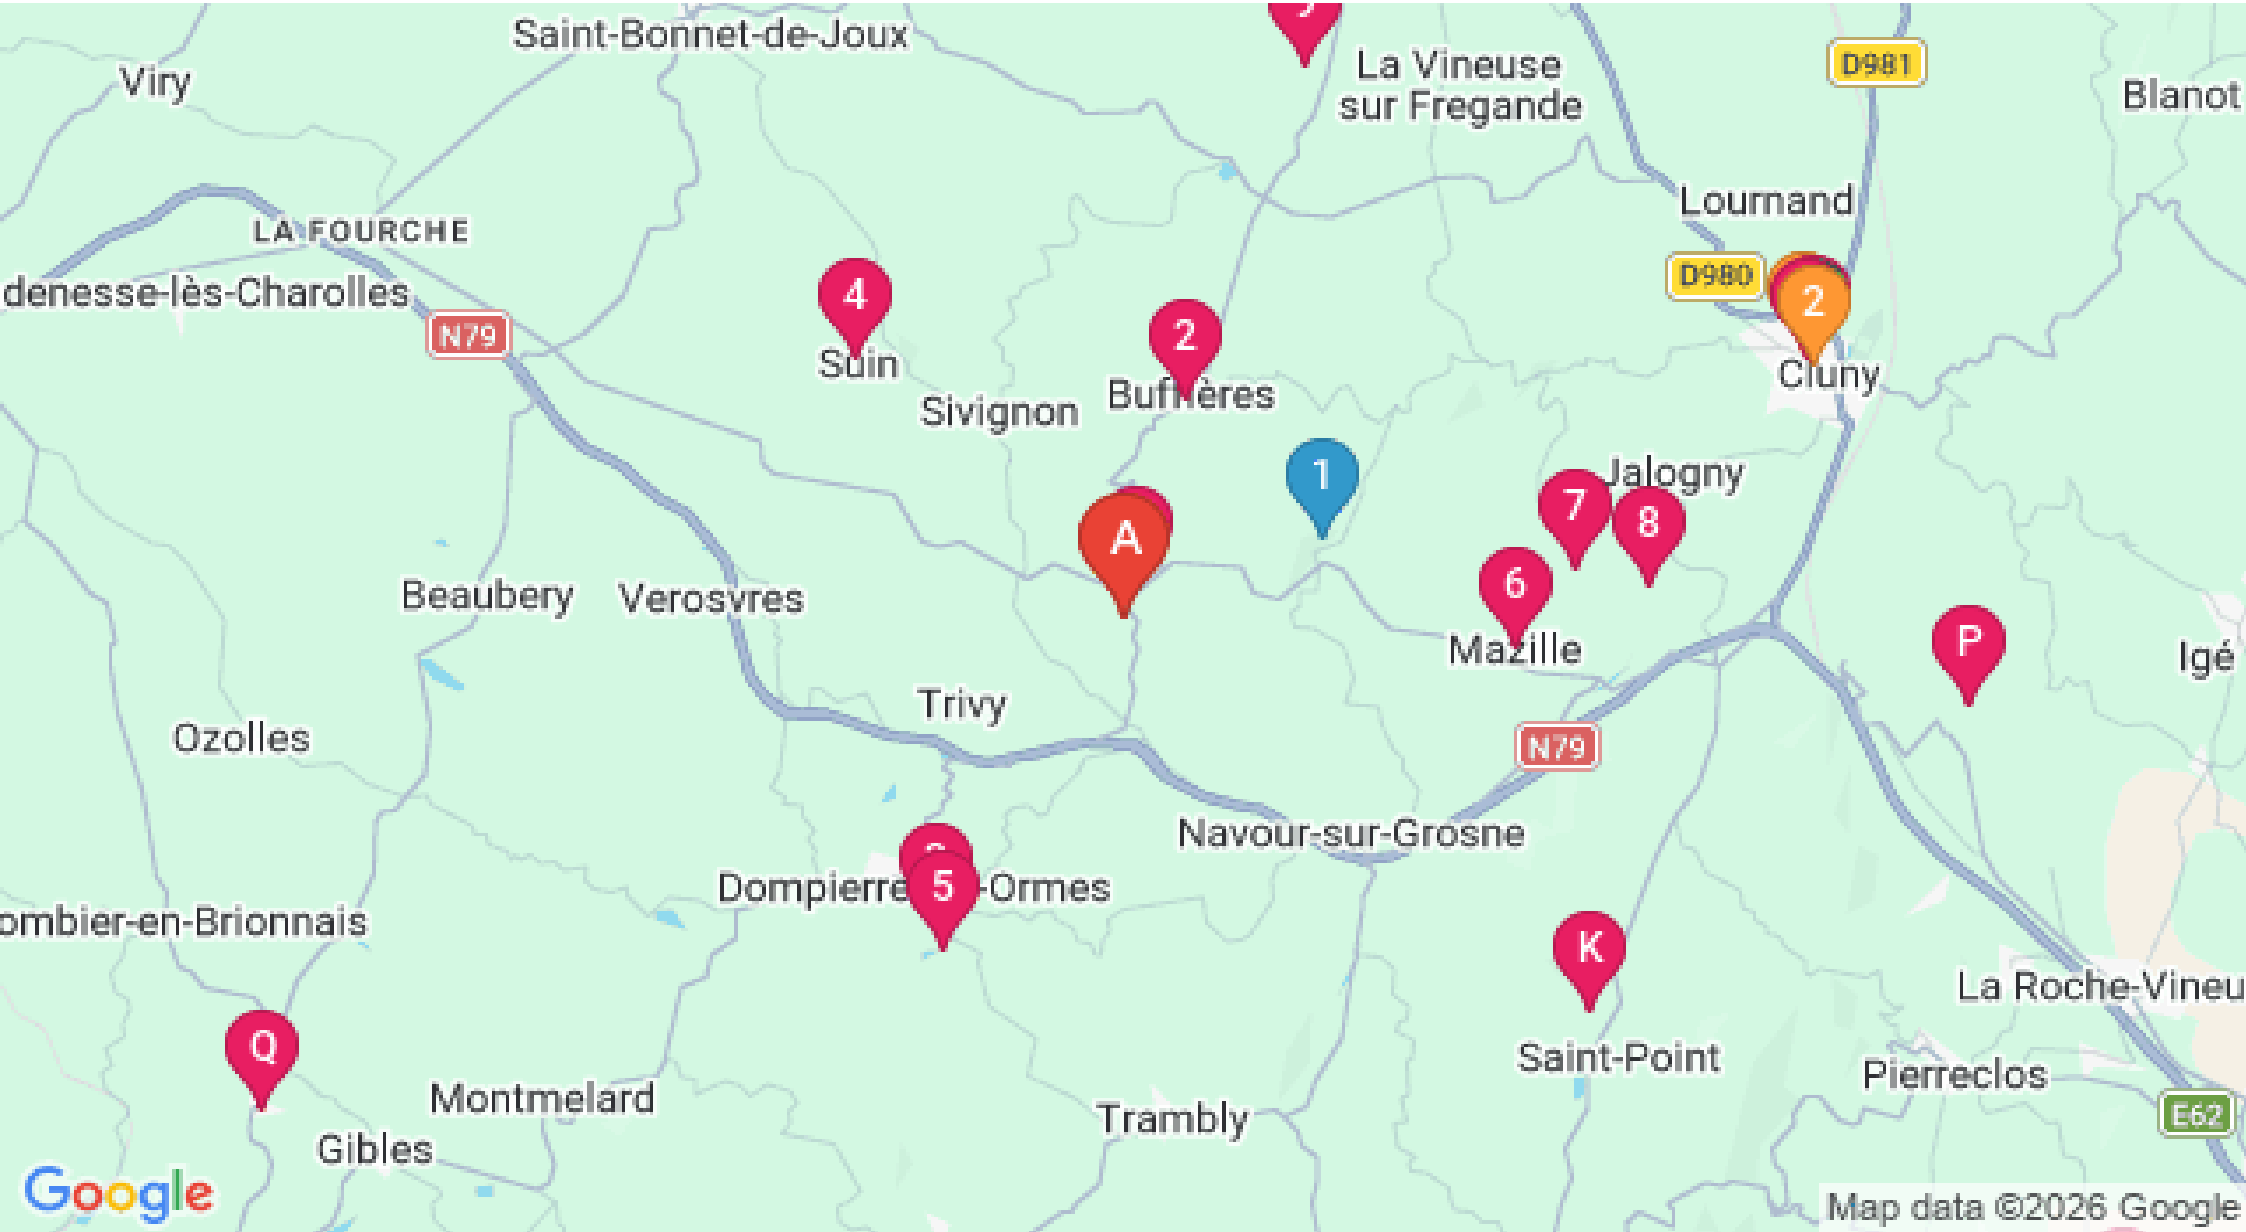 Saint-Bonnet-de-Joux
Viry
La Vineuse
sur Fregande
D981
Blanot
Lournand
LA FOURCHE
D980
denesse-lès-Charolles
N79
4
Suin
2
2
Cluny
Sivignon
1
Jalogny
7
8
A
6
Beaubery
Verosvres
Mazille
P
Igé
Trivy
Ozolles
N79
Navour-sur-Grosne
5
-Ormes
ombier-en-Brionnais
K
La Roche-Vineu
Q
Saint-Point
Pierreclos
Montmelard
Trambly
E62
Gibles
Google
Map data ©2026 Google